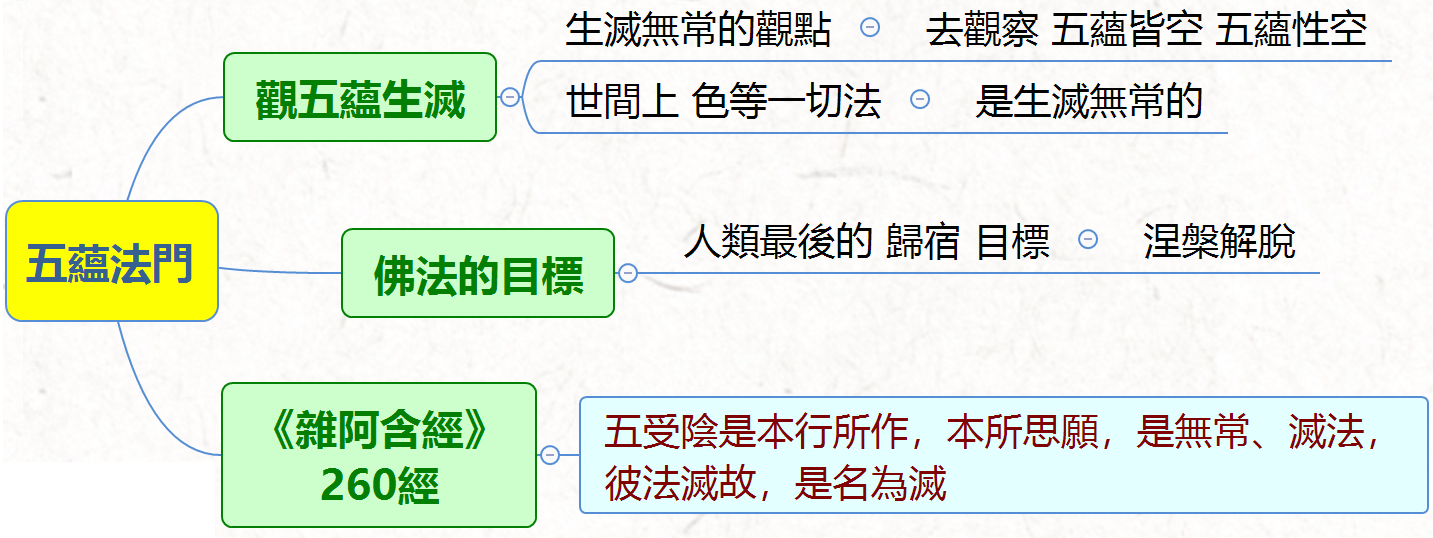 五蘊法門
觀五蘊生滅
生滅無常的觀點 去觀察 五蘊皆空 五蘊性空
世間上 色等一切法 是生滅無常的
佛法的目標
人類最後的 歸宿 目標 涅槃解脫
《雜阿含經》
260經
五受陰是本行所作，本所思願，是無常、滅法，
彼法滅故，是名為滅